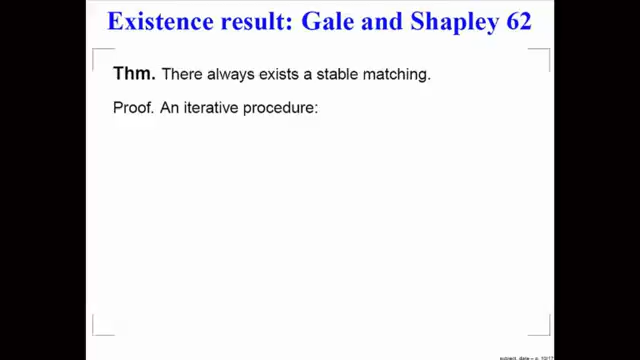 Existence result: Gale and Shapley 62
Thm. There always exists a stable matching.
Proof. An iterative procedure: